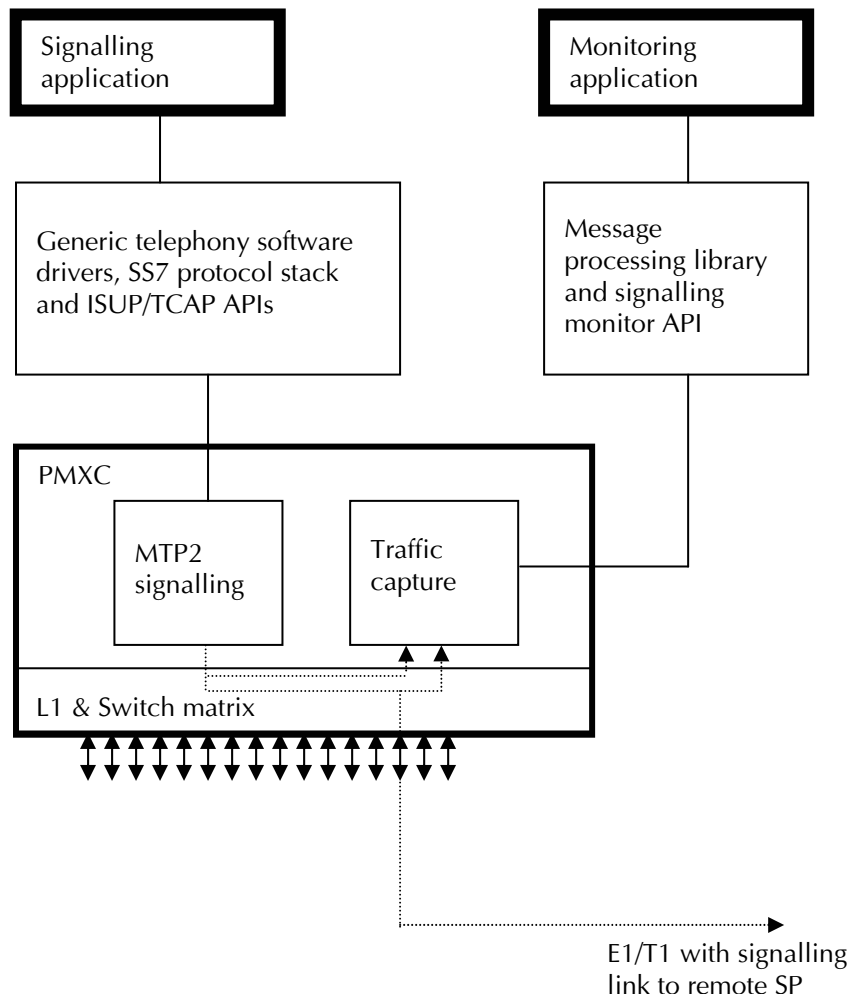 Signalling
application
Monitoring
application
Generic telephony software
drivers, SS7 protocol stack
and ISUP/TCAP APIs
Message
processing library
and signalling
monitor API
PMXC
MTP2
signalling
Traffic
capture
L1 & Switch matrix
E1/T1 with signalling
link to remote SP